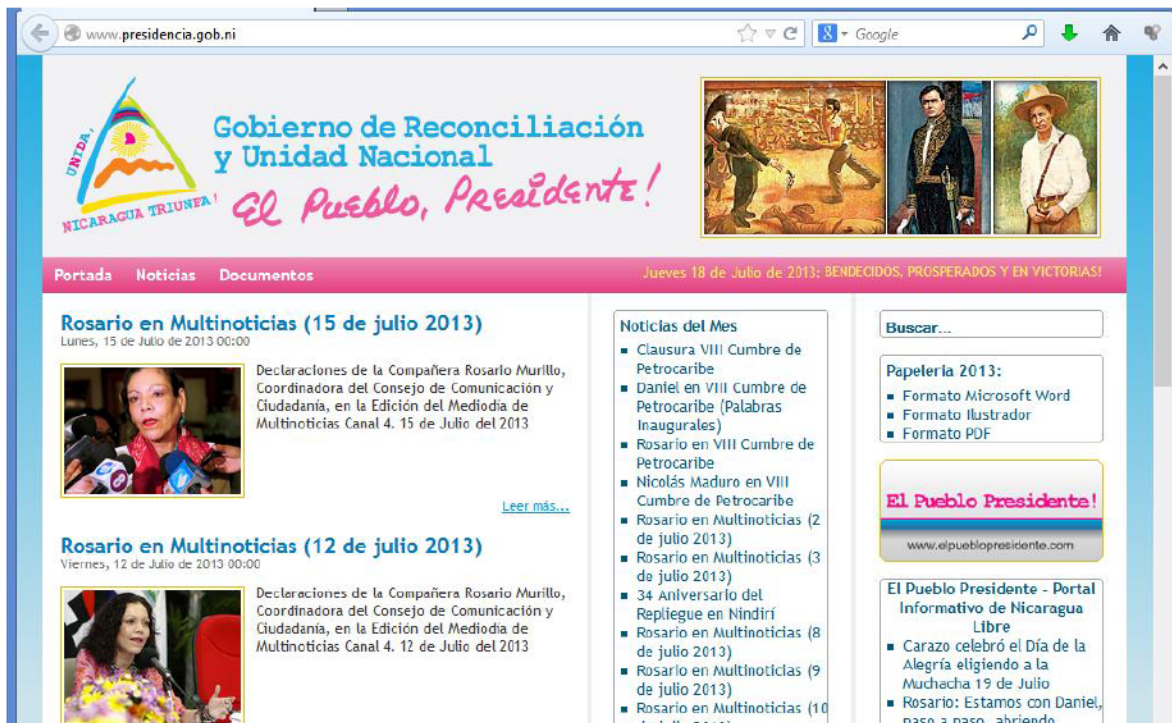 www.presidencia.gob.ni
Google
UNIDA,
NICARAGUA TRIUNFA!
Gobierno de Reconciliación
y Unidad Nacional
El Pueblo, Presidente!
Portada Noticias Documentos
Jueves 18 de Julio de 2013: BENDECIDOS, PROSPERADOS Y EN VICTORIAS!
Rosario en Multinoticias (15 de julio 2013)
Lunes, 15 de Julio de 2013 00:00
Declaraciones de la Compañera Rosario Murillo,
Coordinadora del Consejo de Comunicación y
Ciudadanía, en la Edición del Mediodía de
Multinoticias Canal 4. 15 de Julio del 2013
Leer más...
Rosario en Multinoticias (12 de julio 2013)
Viernes, 12 de Julio de 2013 00:00
Declaraciones de la Compañera Rosario Murillo,
Coordinadora del Consejo de Comunicación y
Ciudadanía, en la Edición del Mediodía de
Multinoticias Canal 4. 12 de Julio del 2013
Noticias del Mes
Clausura VIII Cumbre de
Petrocaribe
Daniel en VIII Cumbre de
Petrocaribe (Palabras
Inaugurales)
Rosario en VIII Cumbre de
Petrocaribe
Nicolás Maduro en VIII
Cumbre de Petrocaribe
Rosario en Multinoticias (2
de julio 2013)
Rosario en Multinoticias (3
de julio 2013)
34 Aniversario del
Repliegue en Nindirí
Rosario en Multinoticias (8
de julio 2013)
Rosario en Multinoticias (9
de julio 2013)
Rosario en Multinoticias (10
Buscar...
Papeleria 2013:
Formato Microsoft Word
Formato Ilustrador
Formato PDF
El Pueblo Presidente!
www.elpueblopresidente.com
El Pueblo Presidente - Portal
Informativo de Nicaragua
Libre
Carazo celebró el Día de la
Alegría eligiendo a la
Muchacha 19 de Julio
Rosario: Estamos con Daniel,
paso a paso, abriendo